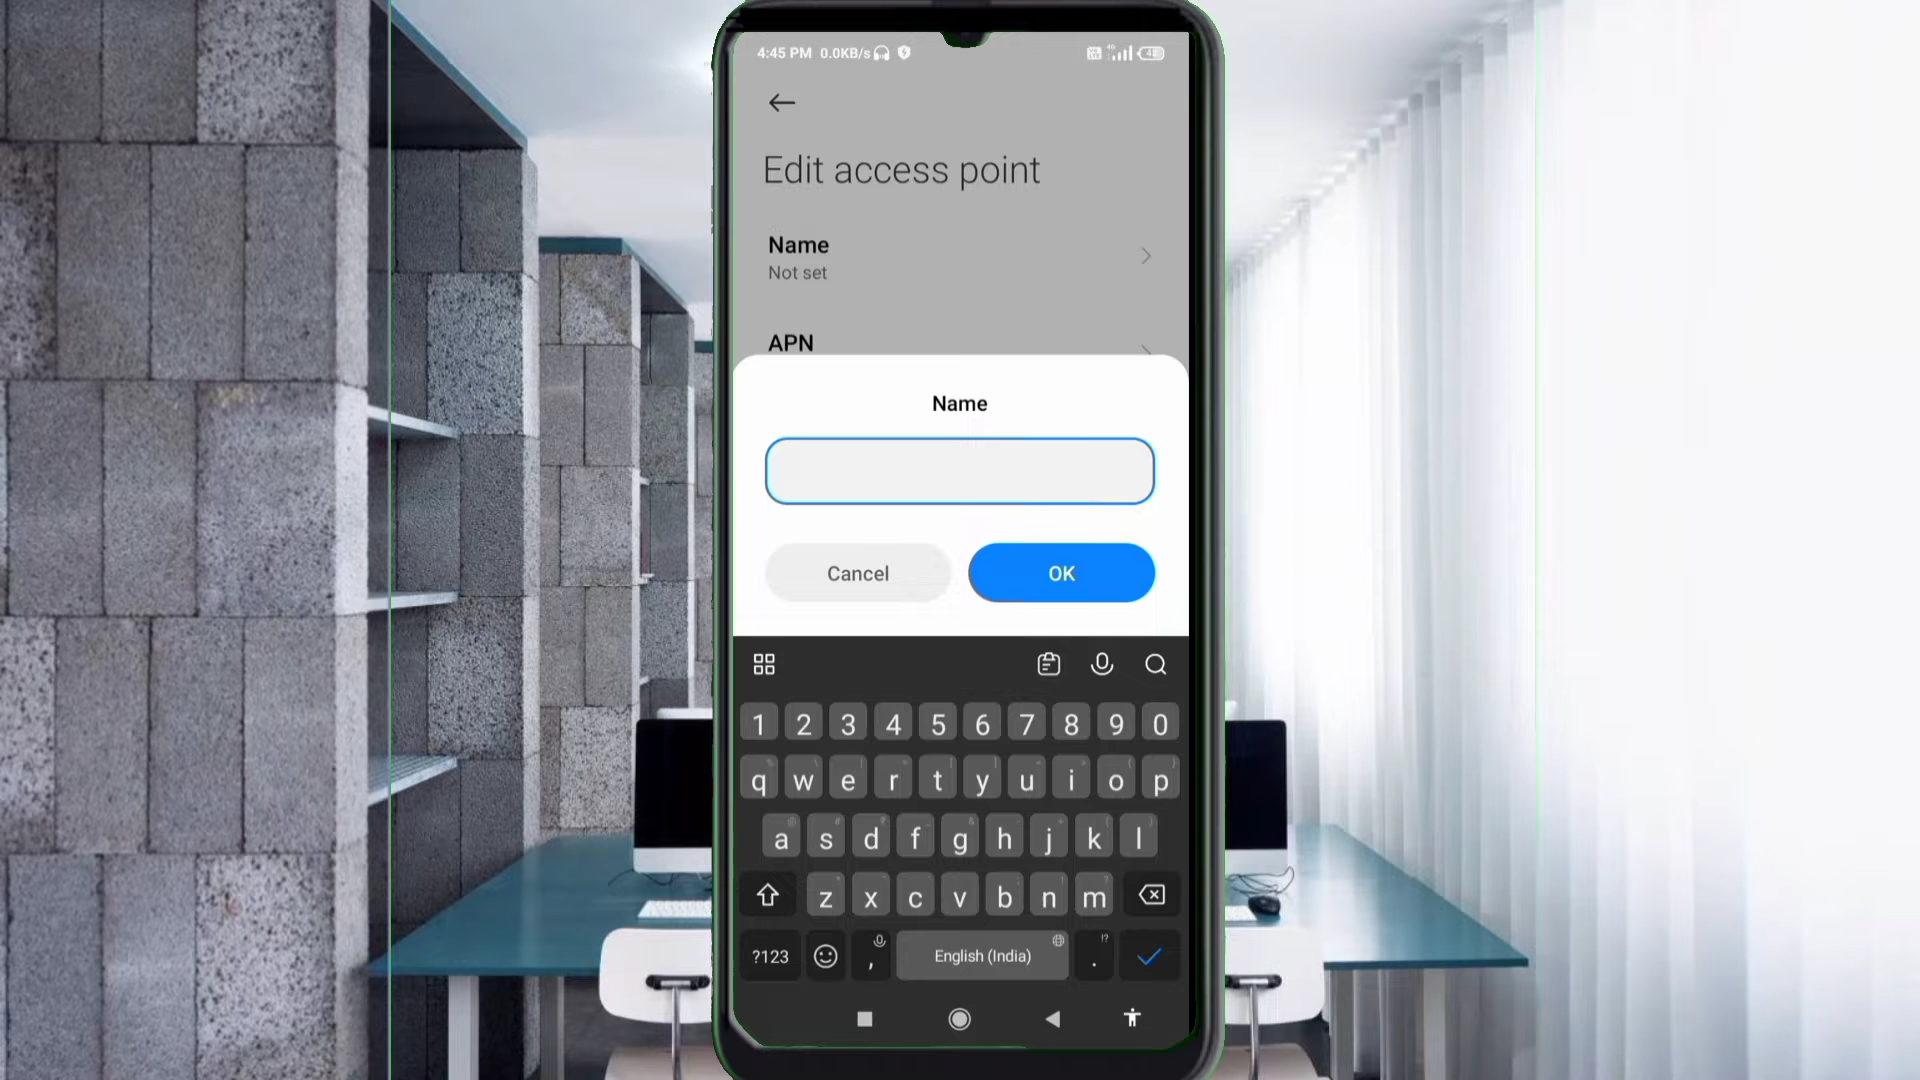 4:45 PM 0.0KB/s
Edit access point
Name
Not set
APN
Name
Cancel
OK
1 2 3 4 5 6 7 8 9 0
q w e r t y u i o p
a s d f g h j k l
z x c v b n m
?123 , English (India) . !?